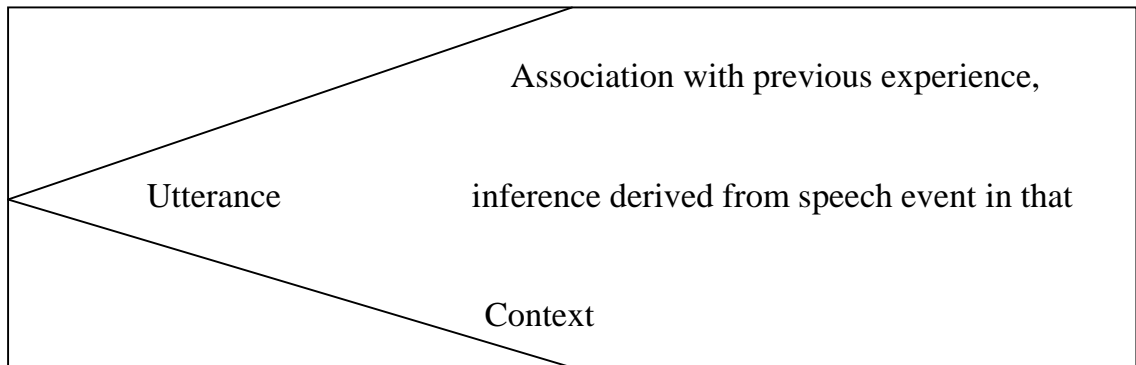 Association with previous experience,
Utterance inference derived from speech event in that
Context